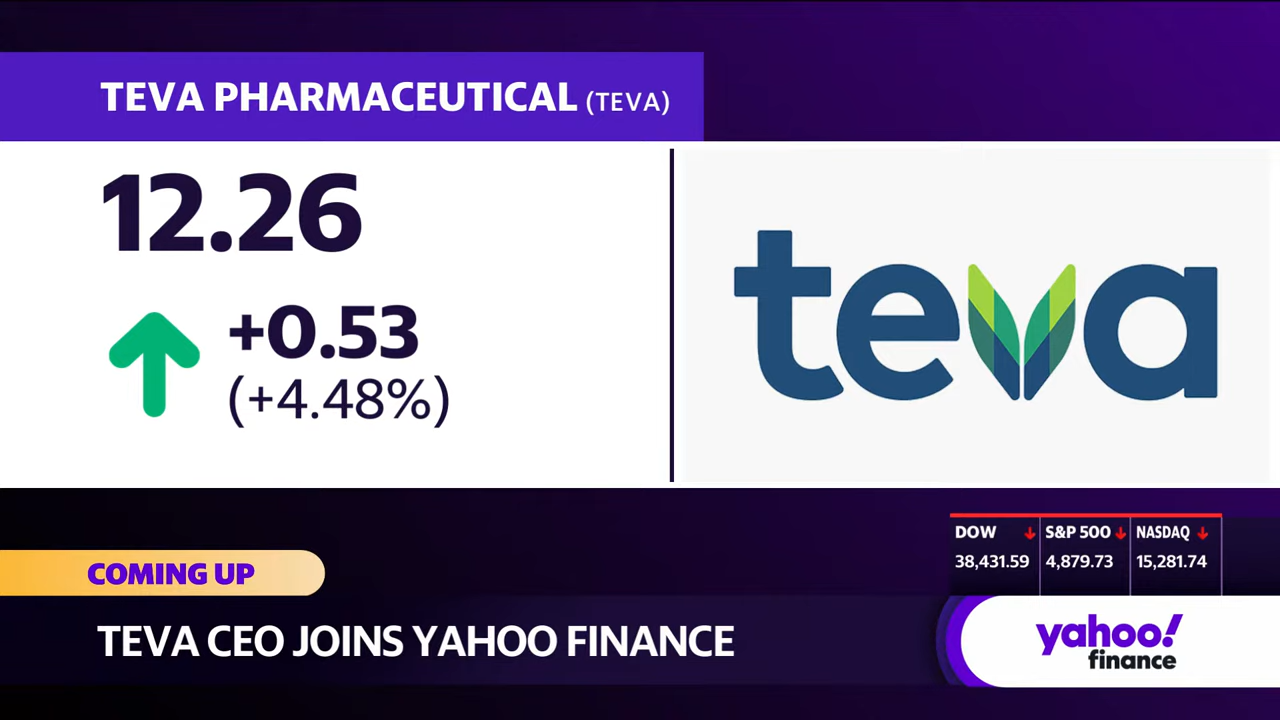 TEVA PHARMACEUTICAL (TEVA)
12.26
+0.53
(+4.48%)
teva
DOW
38,431.59
S&P 500
4,879.73
NASDAQ
15,281.74
COMING UP
TEVA CEO JOINS YAHOO FINANCE
yahoo!
finance